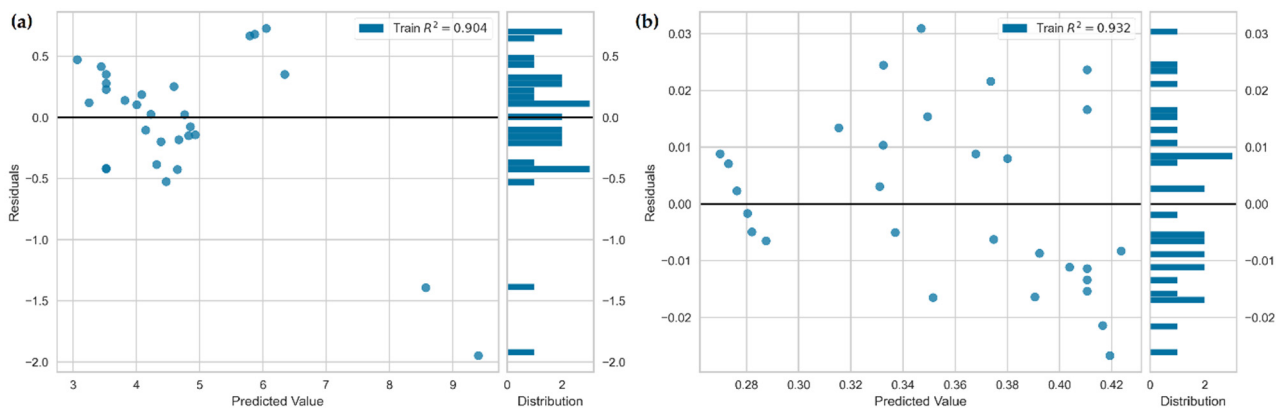 (a)
Train R² = 0.904
0.5
0.0
−0.5
−1.0
−1.5
−2.0
Residuals
3 4 5 6 7 8 9
Predicted Value
0.5
0.0
−0.5
−1.0
−1.5
−2.0
0 2
Distribution
(b)
Train R² = 0.932
0.03
0.02
0.01
0.00
−0.01
−0.02
Residuals
0.28 0.30 0.32 0.34 0.36 0.38 0.40 0.42
Predicted Value
0.03
0.02
0.01
0.00
−0.01
−0.02
0 1 2 3
Distribution